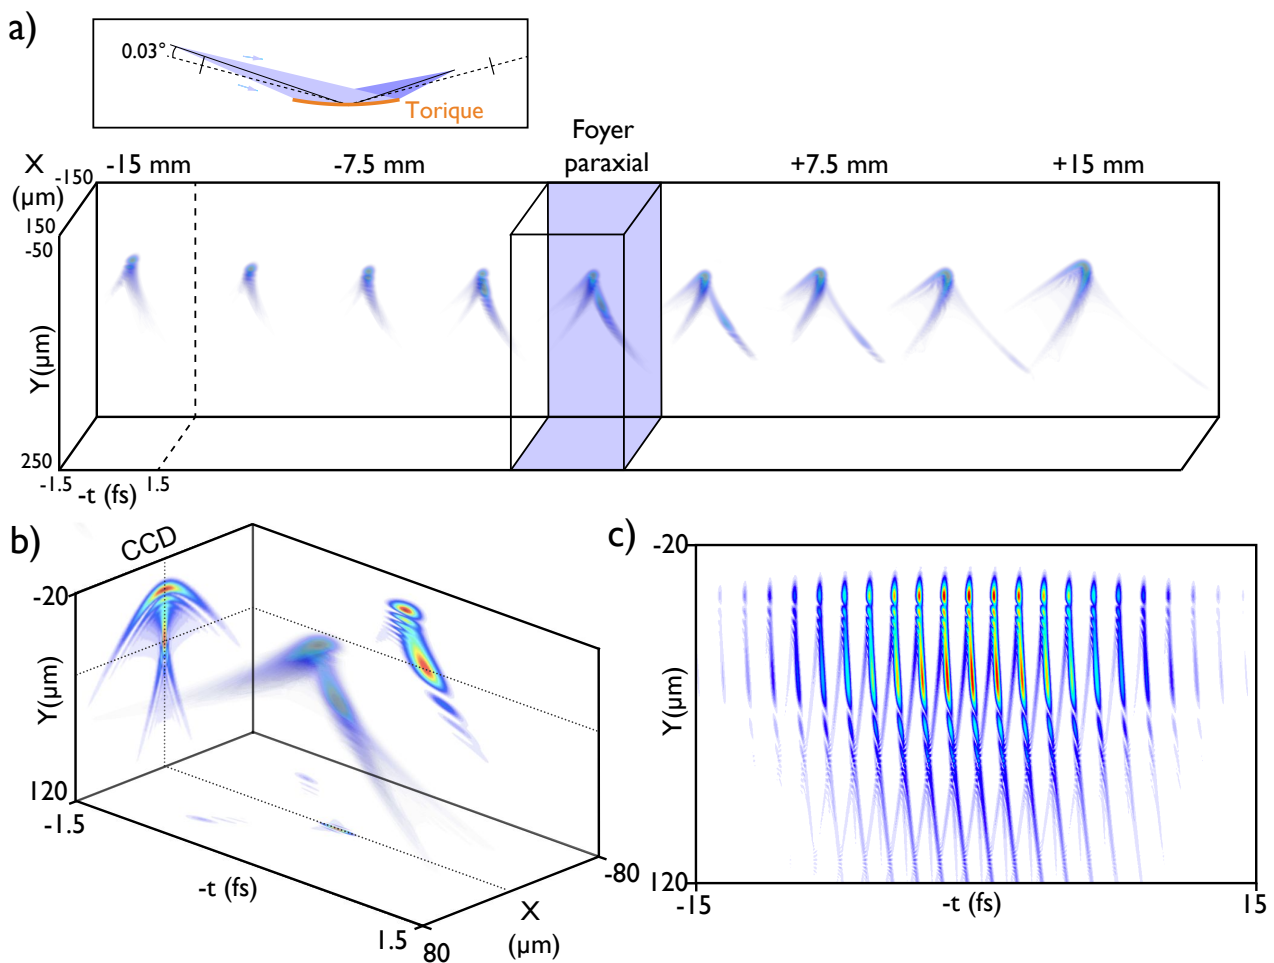 a)
0.03°
Torique
Foyer
paraxial
X
(µm)
-15 mm
-7.5 mm
+7.5 mm
+15 mm
-150
150
-50
Y(µm)
250
-1.5
-t (fs)
1.5
b)
CCD
-20
Y(µm)
120
-1.5
-t (fs)
1.5
80
X
(µm)
-80
c)
-20
Y(µm)
120
-15
-t (fs)
15